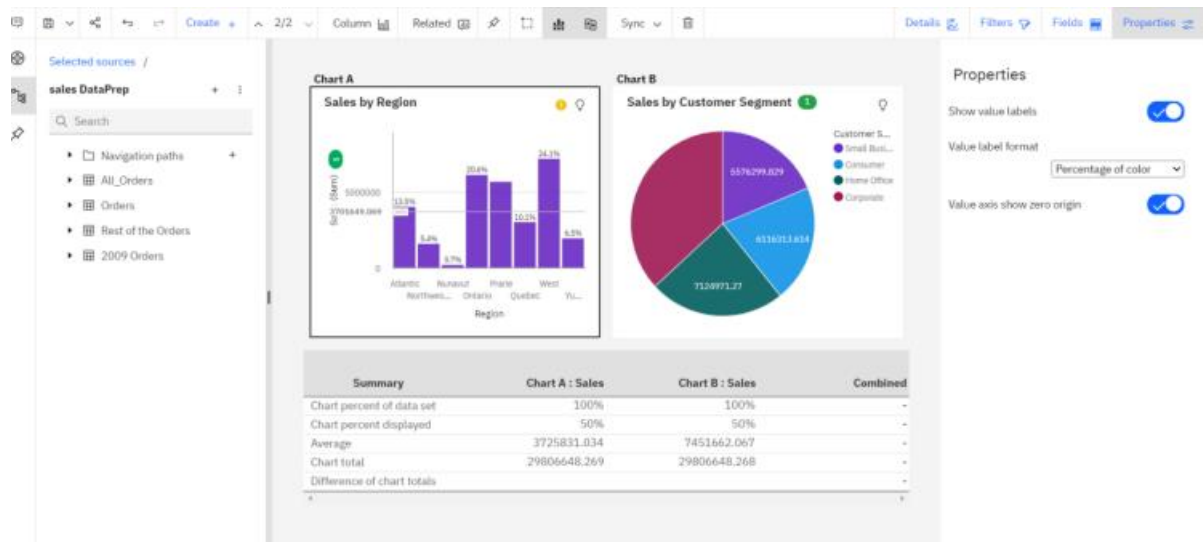 Create + 2/2 Column Related Sync Details Filters Fields Properties
Selected sources /
sales DataPrep
Search
Navigation paths
All_Orders
Orders
Rest of the Orders
2009 Orders
Chart A
Sales by Region
5000000
0
13.5%
5.4%
20.6%
10.1%
24.1%
6.5%
Atlantic Nunavut Prarie West
Northwes... Ontario Quebec Yu...
Region
Chart B
Sales by Customer Segment 1
Customer S...
Small Busi...
Consumer
Home Office
Corporate
6116313.614
7124971.27
Summary Chart A : Sales Chart B : Sales Combined
Chart percent of data set 100% 100% -
Chart percent displayed 50% 50% -
Average 3725831.034 7451662.067 -
Chart total 29806648.269 29806648.268 -
Difference of chart totals -
Properties
Show value labels
Value label format
Percentage of color
Value axis show zero origin